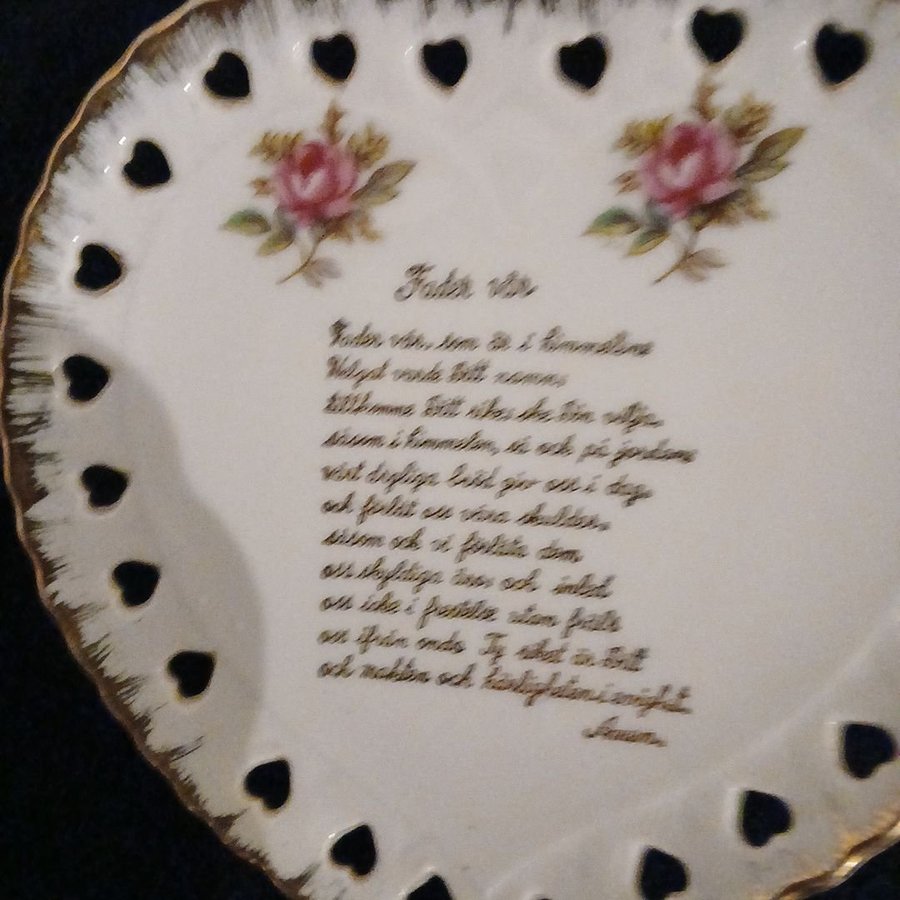 Fader vår
Fader vår, som är i himmelen
Helgat varde Ditt namn;
tillkomme Ditt rike; ske Din vilja,
såsom i himmelen, så och på jorden;
vårt dagliga bröd giv oss i dag,
och förlåt oss våra skulder,
såsom ock vi förlåta dem
oss skyldiga äro; och inled
oss icke i frestelse, utan fräls
oss ifrån ondo. Ty riket är Ditt
och makten och härligheten i evighet.
Amen.